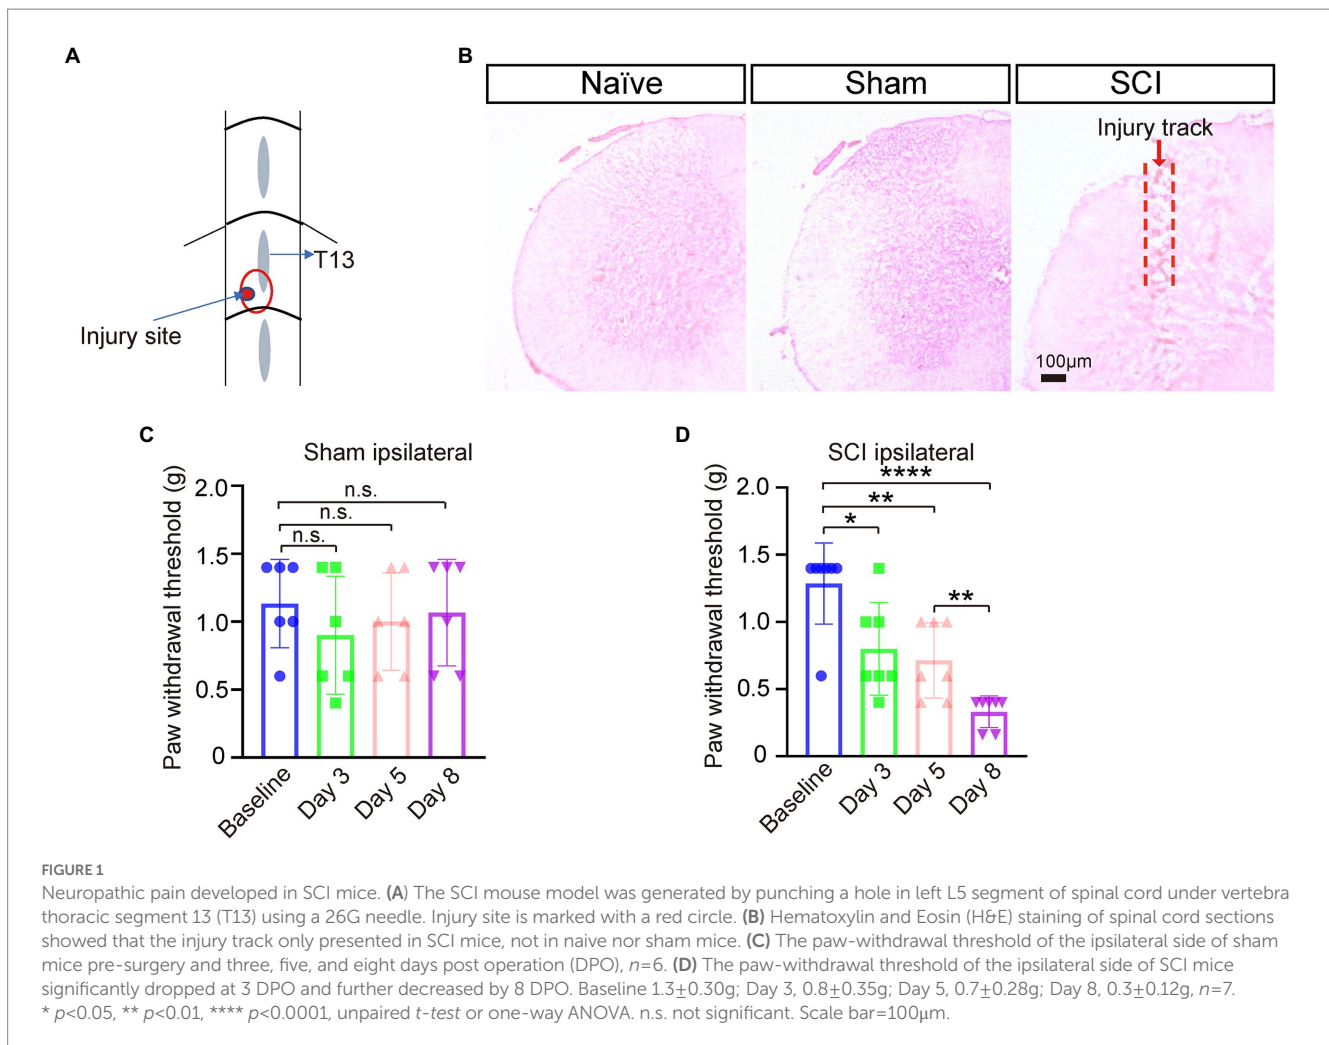 A
T13
Injury site
B
Naïve
Sham
SCI
Injury track
100μm
C
Sham ipsilateral
Paw withdrawal threshold (g)
2.0
1.5
1.0
0.5
0
n.s.
n.s.
n.s.
Baseline
Day 3
Day 5
Day 8
D
SCI ipsilateral
Paw withdrawal threshold (g)
2.0
1.5
1.0
0.5
0
****
**
*
**
Baseline
Day 3
Day 5
Day 8
FIGURE 1
Neuropathic pain developed in SCI mice. (A) The SCI mouse model was generated by punching a hole in left L5 segment of spinal cord under vertebra
thoracic segment 13 (T13) using a 26G needle. Injury site is marked with a red circle. (B) Hematoxylin and Eosin (H&E) staining of spinal cord sections
showed that the injury track only presented in SCI mice, not in naive nor sham mice. (C) The paw-withdrawal threshold of the ipsilateral side of sham
mice pre-surgery and three, five, and eight days post operation (DPO), n=6. (D) The paw-withdrawal threshold of the ipsilateral side of SCI mice
significantly dropped at 3 DPO and further decreased by 8 DPO. Baseline 1.3±0.30g; Day 3, 0.8±0.35g; Day 5, 0.7±0.28g; Day 8, 0.3±0.12g, n=7.
* p<0.05, ** p<0.01, **** p<0.0001, unpaired t-test or one-way ANOVA. n.s. not significant. Scale bar=100μm.